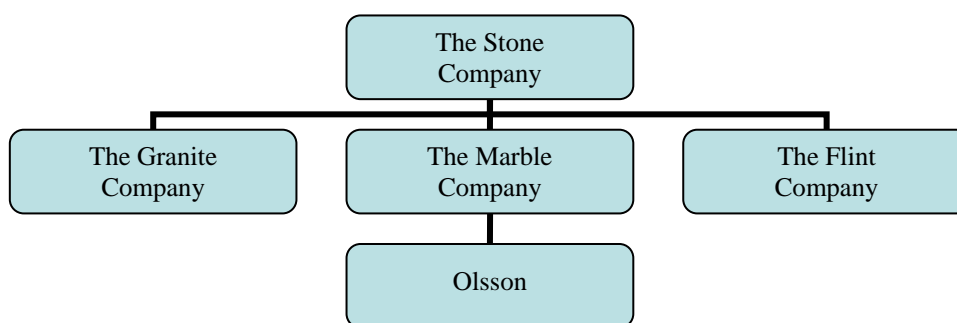 The Stone
Company
The Granite
Company
The Marble
Company
The Flint
Company
Olsson